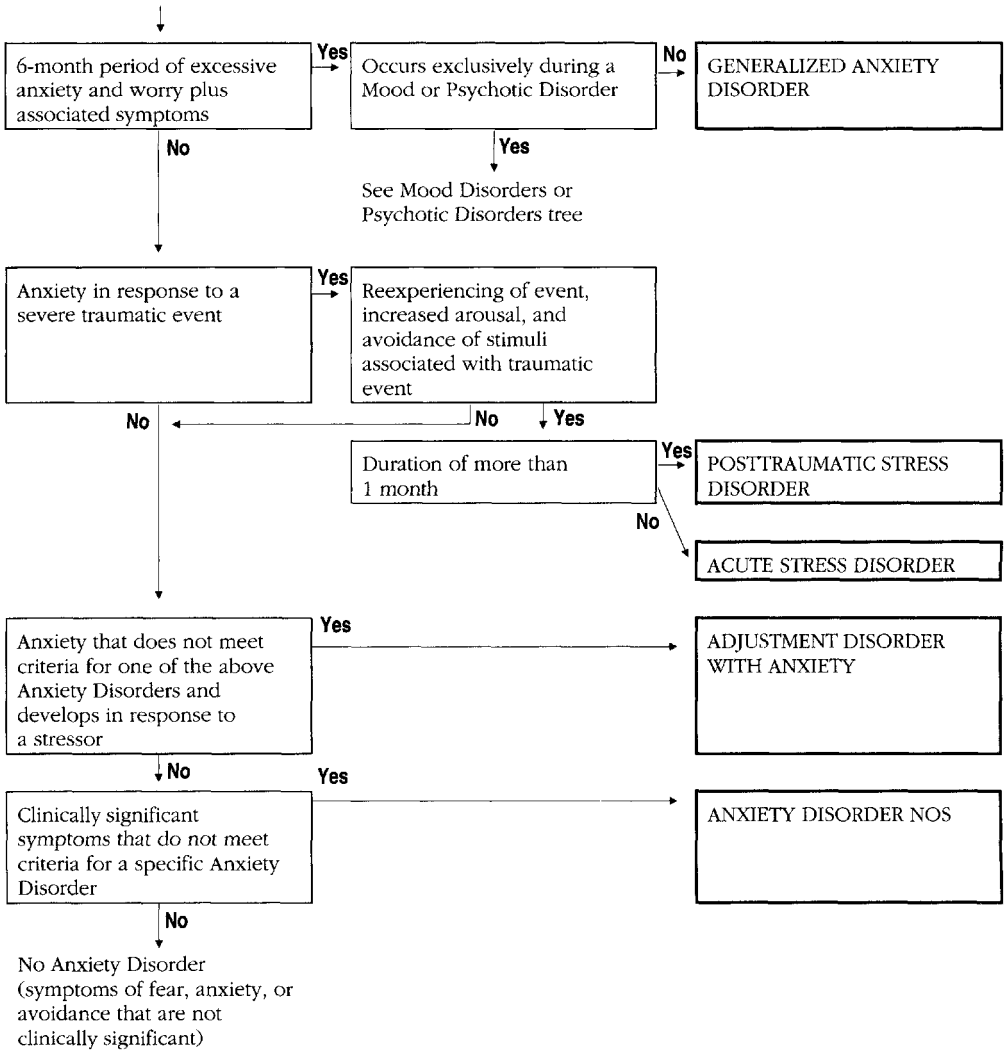 6-month period of excessive
anxiety and worry plus
associated symptoms
Yes
Occurs exclusively during a
Mood or Psychotic Disorder
No
GENERALIZED ANXIETY
DISORDER
No
Yes
See Mood Disorders or
Psychotic Disorders tree
Anxiety in response to a
severe traumatic event
Yes
Reexperiencing of event,
increased arousal, and
avoidance of stimuli
associated with traumatic
event
No
No
Yes
Duration of more than
1 month
Yes
POSTTRAUMATIC STRESS
DISORDER
No
ACUTE STRESS DISORDER
Anxiety that does not meet
criteria for one of the above
Anxiety Disorders and
develops in response to
a stressor
Yes
ADJUSTMENT DISORDER
WITH ANXIETY
No
Clinically significant
symptoms that do not meet
criteria for a specific Anxiety
Disorder
Yes
ANXIETY DISORDER NOS
No
No Anxiety Disorder
(symptoms of fear, anxiety, or
avoidance that are not
clinically significant)